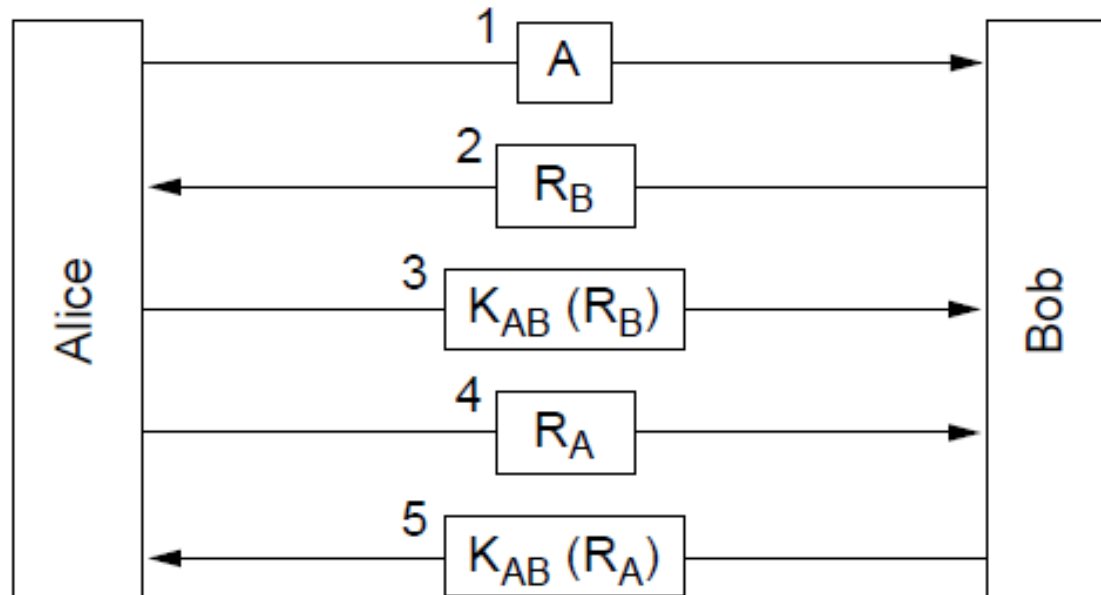 Alice
Bob
1 A
2 R_B
3 K_AB (R_B)
4 R_A
5 K_AB (R_A)